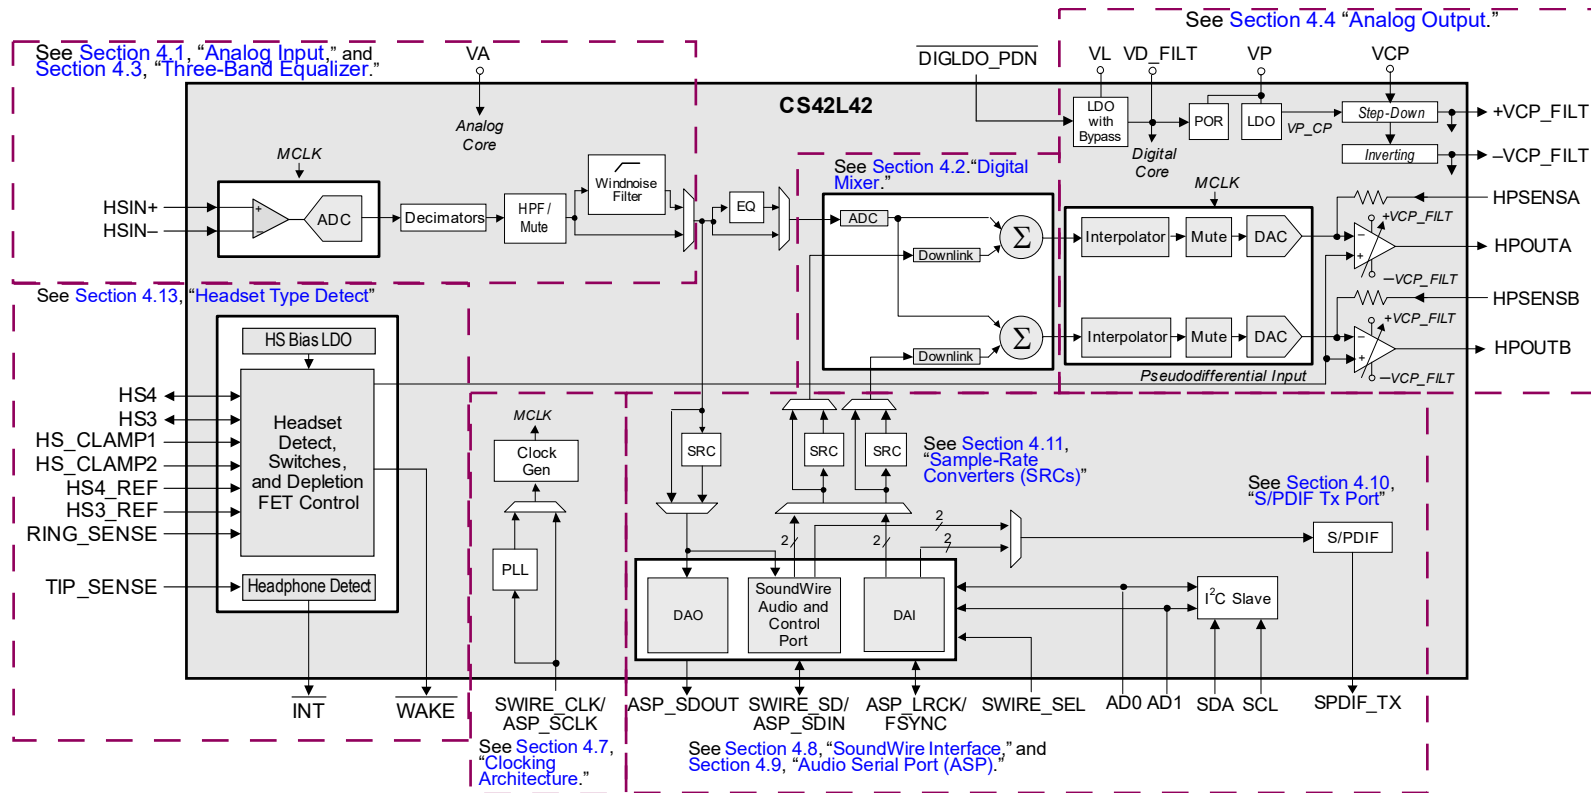 See Section 4.4 “Analog Output.”
See Section 4.1, “Analog Input,” and
Section 4.3, “Three-Band Equalizer.”
VA
DIGLDO_PDN
VL
VD_FILT
VP
VCP
CS42L42
Analog
Core
LDO
with
Bypass
POR
LDO
VP_CP
Step-Down
+VCP_FILT
Digital
Core
Inverting
–VCP_FILT
MCLK
See Section 4.2.“Digital
Mixer.”
MCLK
HSIN+
HSIN–
+
–
ADC
Decimators
HPF /
Mute
Windnoise
Filter
EQ
ADC
Downlink
Σ
Interpolator
Mute
DAC
HPSENSA
+VCP_FILT
–
+
HPOUTA
–VCP_FILT
HPSENSB
See Section 4.13, “Headset Type Detect”
HS Bias LDO
Downlink
Σ
Interpolator
Mute
DAC
+VCP_FILT
–
+
HPOUTB
–VCP_FILT
Pseudodifferential Input
HS4
HS3
HS_CLAMP1
HS_CLAMP2
HS4_REF
HS3_REF
RING_SENSE
Headset
Detect,
Switches,
and Depletion
FET Control
TIP_SENSE
Headphone Detect
MCLK
Clock
Gen
PLL
SRC
SRC
SRC
See Section 4.11,
“Sample-Rate
Converters (SRCs)”
See Section 4.10,
“S/PDIF Tx Port”
2
2
2
2
S/PDIF
DAO
SoundWire
Audio and
Control
Port
DAI
I2C Slave
INT
WAKE
SWIRE_CLK/
ASP_SCLK
ASP_SDOUT
SWIRE_SD/
ASP_SDIN
ASP_LRCK/
FSYNC
SWIRE_SEL
AD0
AD1
SDA
SCL
SPDIF_TX
See Section 4.7,
“Clocking
Architecture.”
See Section 4.8, “SoundWire Interface,” and
Section 4.9, “Audio Serial Port (ASP).”